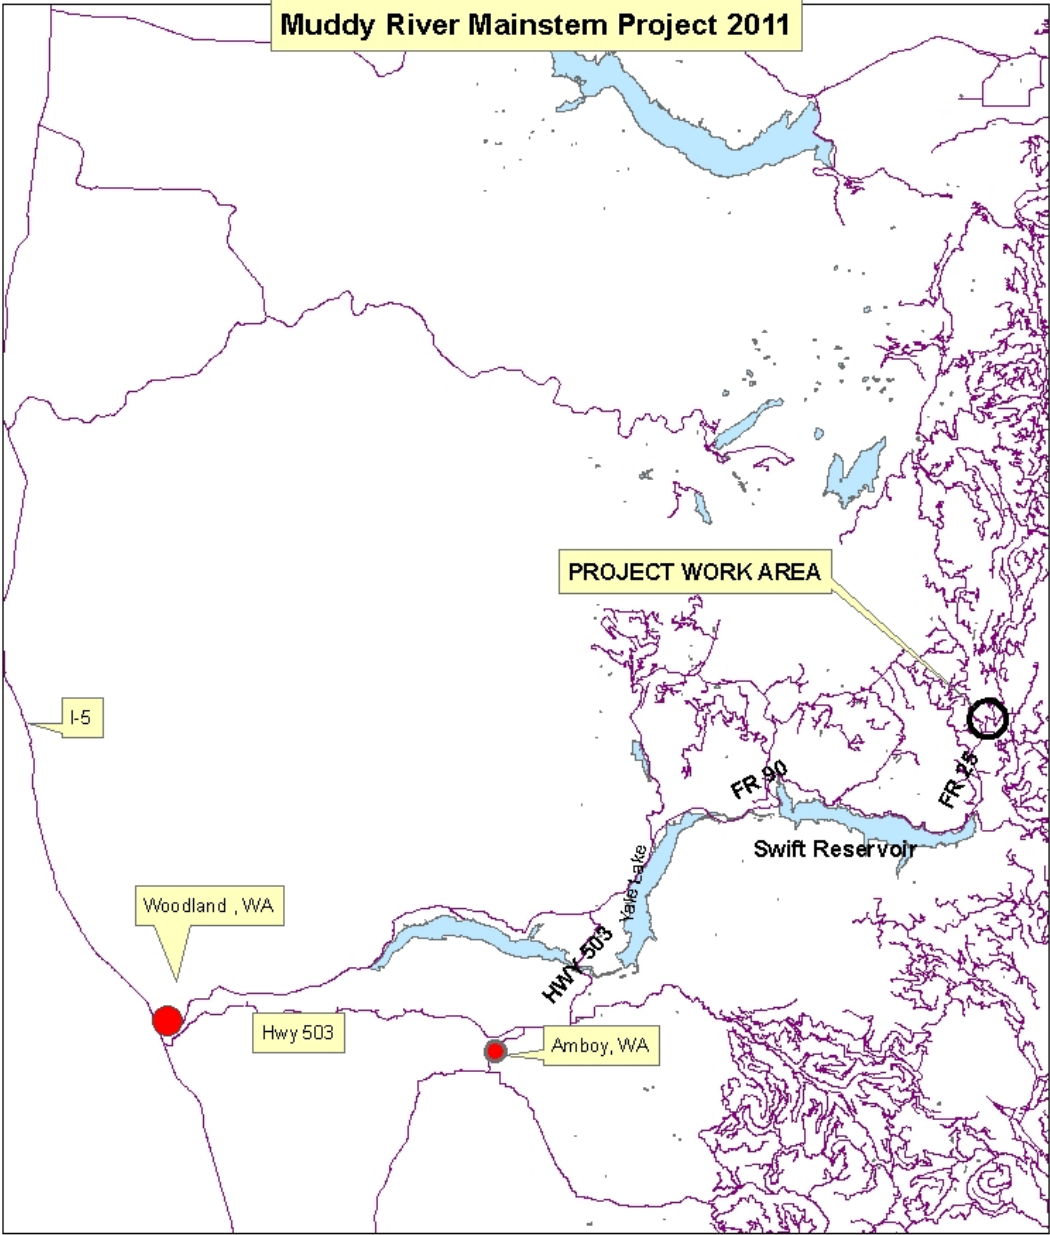 Muddy River Mainstem Project 2011
PROJECT WORK AREA
I-5
FR 90
FR 25
Swift Reservoir
Yale Lake
Woodland , WA
HWY 503
Hwy 503
Amboy, WA